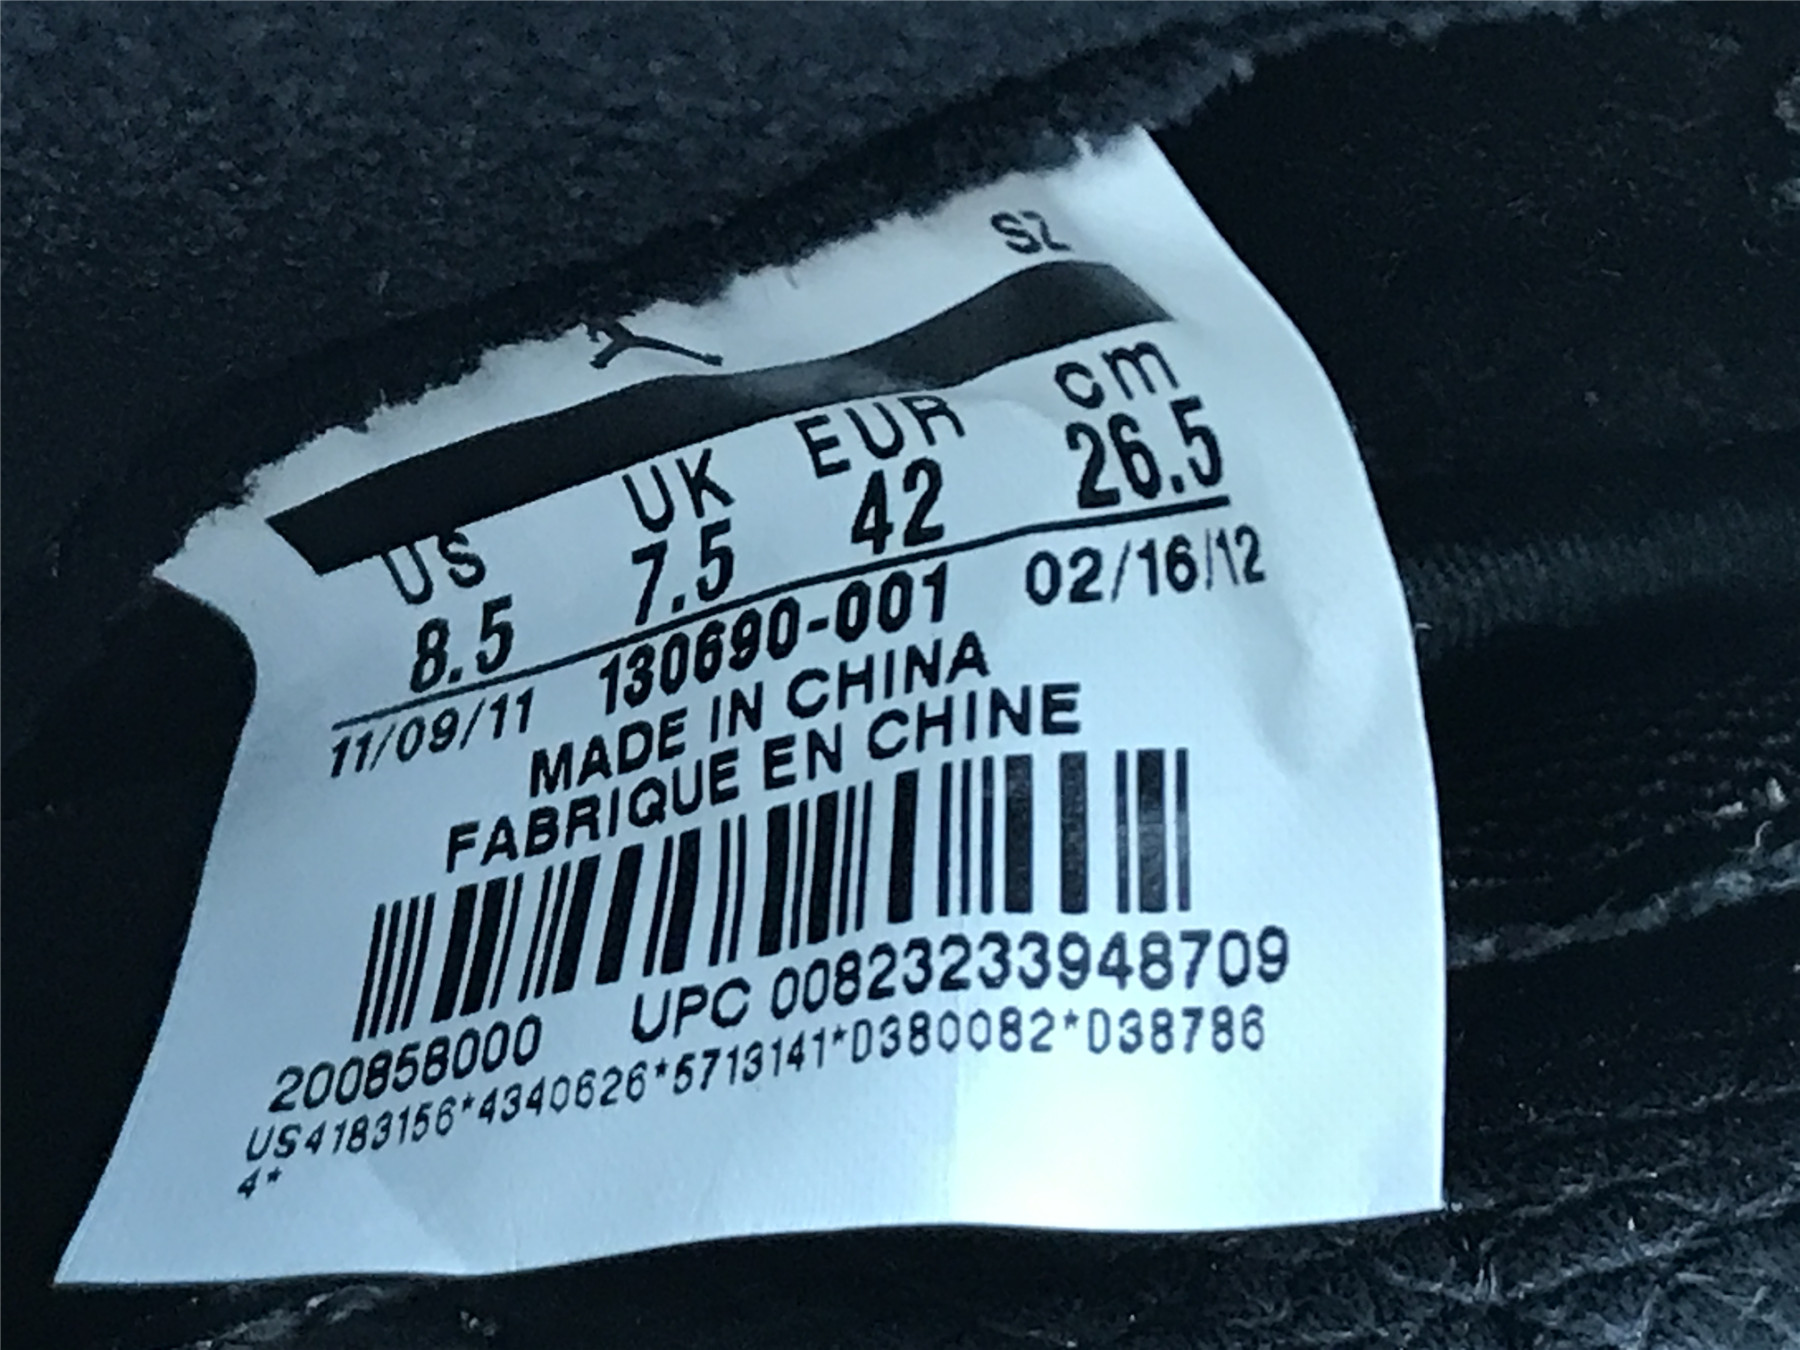 SZ
US UK EUR cm
8.5 7.5 42 26.5
11/09/11 130690-001 02/16/12
MADE IN CHINA
FABRIQUE EN CHINE
200858000 UPC 00823233948709
US4183156*4340626*5713141*D380082*D38786
4*